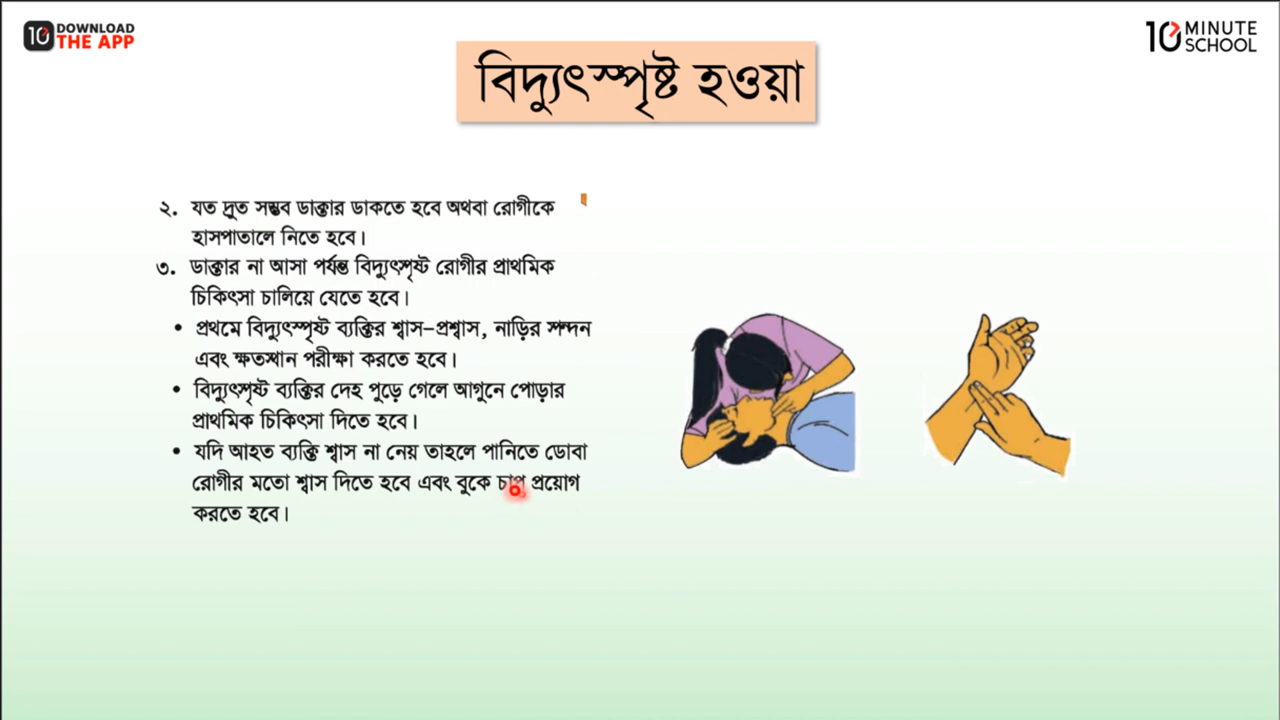 10 DOWNLOAD
THE APP
10 MINUTE
SCHOOL
বিদ্যুৎস্পৃষ্ট হওয়া
২. যত দ্রুত সম্ভব ডাক্তার ডাকতে হবে অথবা রোগীকে
হাসপাতালে নিতে হবে।
৩. ডাক্তার না আসা পর্যন্ত বিদ্যুৎস্পৃষ্ট রোগীর প্রাথমিক
চিকিৎসা চালিয়ে যেতে হবে।
• প্রথমে বিদ্যুৎস্পৃষ্ট ব্যক্তির শ্বাস–প্রশ্বাস, নাড়ির স্পন্দন
এবং ক্ষতস্থান পরীক্ষা করতে হবে।
• বিদ্যুৎস্পৃষ্ট ব্যক্তির দেহ পুড়ে গেলে আগুনে পোড়ার
প্রাথমিক চিকিৎসা দিতে হবে।
• যদি আহত ব্যক্তি শ্বাস না নেয় তাহলে পানিতে ডোবা
রোগীর মতো শ্বাস দিতে হবে এবং বুকে চাপ প্রয়োগ
করতে হবে।